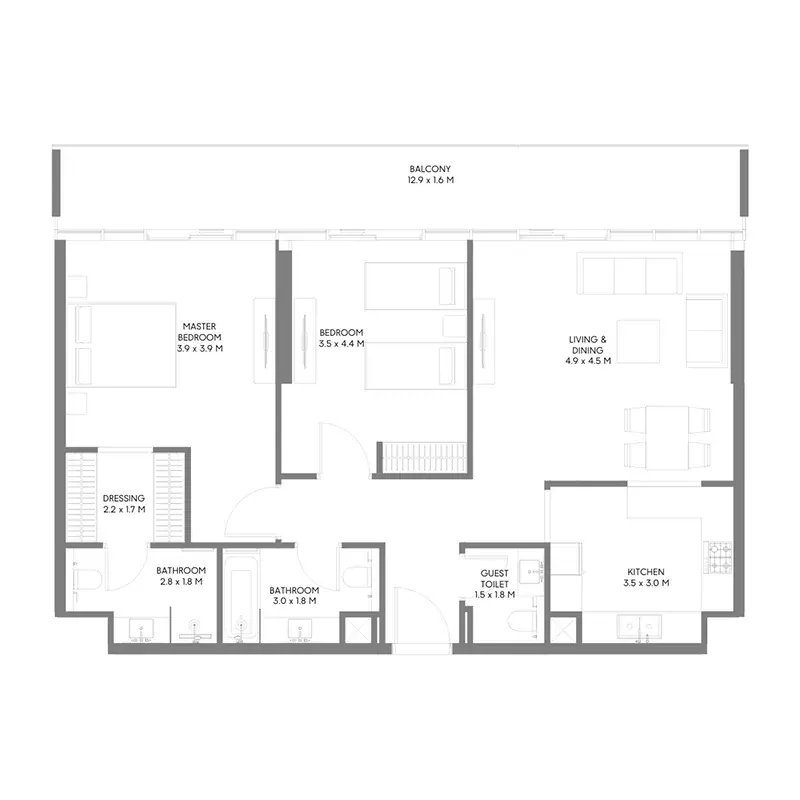 BALCONY
12.9 x 1.6 M
MASTER
BEDROOM
3.9 x 3.9 M
BEDROOM
3.5 x 4.4 M
LIVING &
DINING
4.9 x 4.5 M
DRESSING
2.2 x 1.7 M
BATHROOM
2.8 x 1.8 M
BATHROOM
3.0 x 1.8 M
GUEST
TOILET
1.5 x 1.8 M
KITCHEN
3.5 x 3.0 M